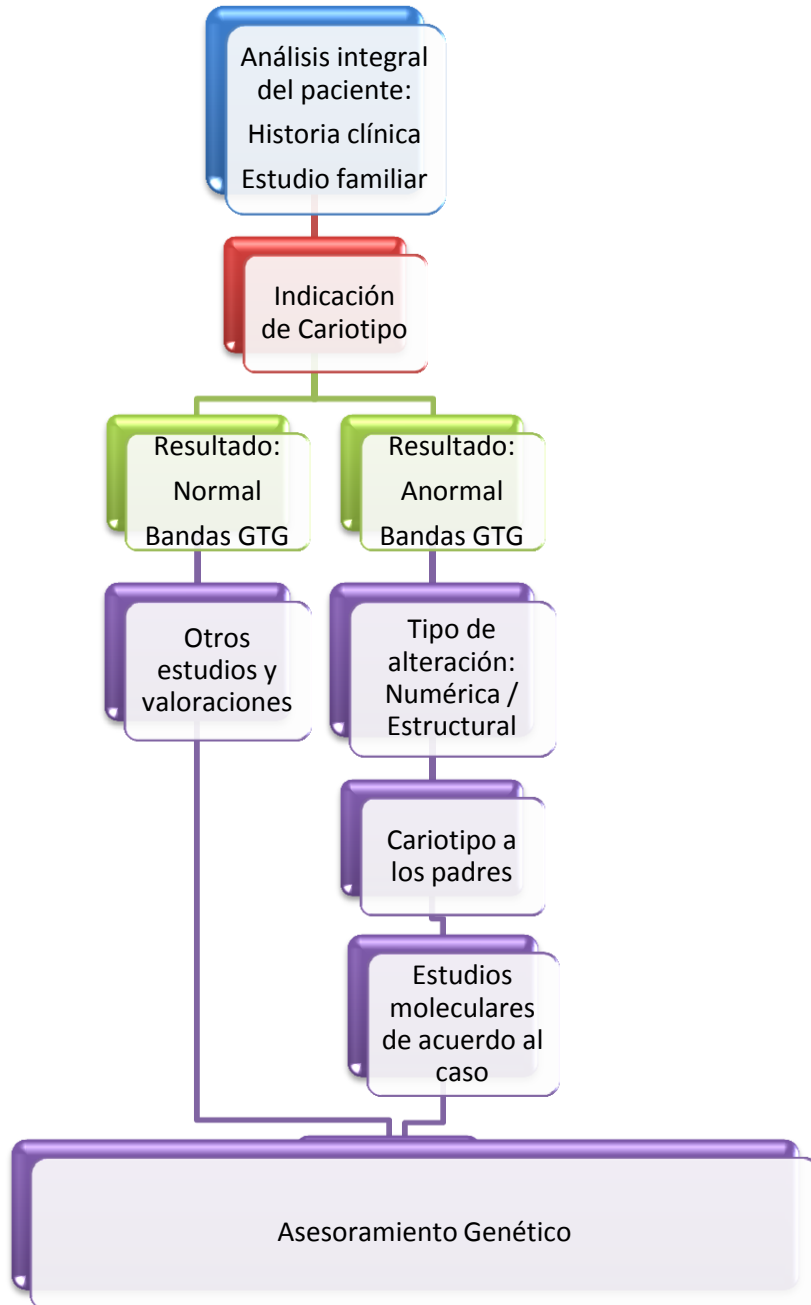 Análisis integral
del paciente:
Historia clínica
Estudio familiar
Indicación
de Cariotipo
Resultado:
Normal
Bandas GTG
Resultado:
Anormal
Bandas GTG
Otros
estudios y
valoraciones
Tipo de
alteración:
Numérica /
Estructural
Cariotipo a
los padres
Estudios
moleculares
de acuerdo al
caso
Asesoramiento Genético